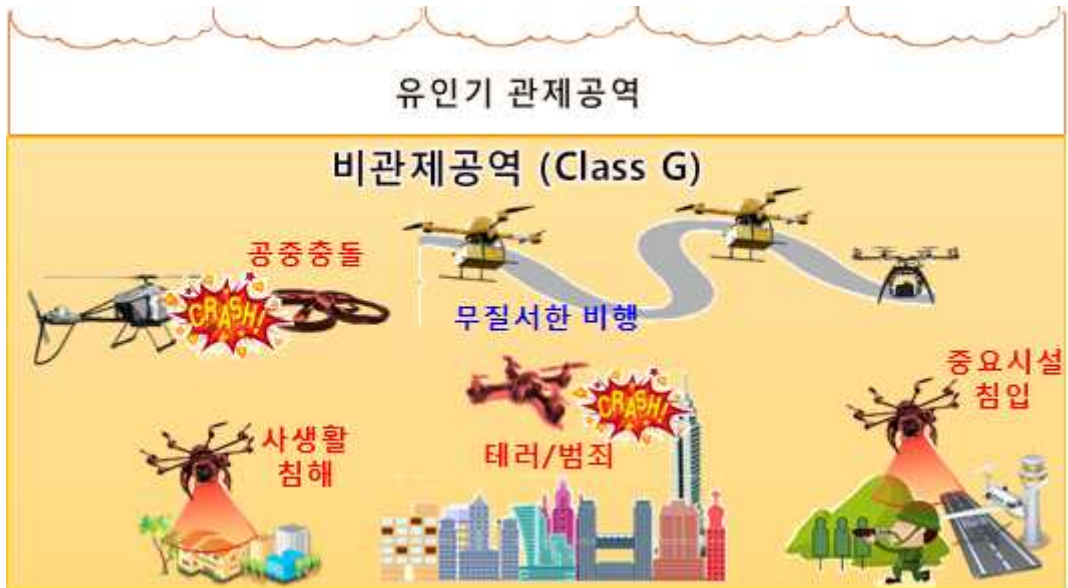 유인기 관제공역
비관제공역 (Class G)
공중충돌
CRASH!
무질서한 비행
중요시설
침입
CRASH!
사생활
침해
테러/범죄